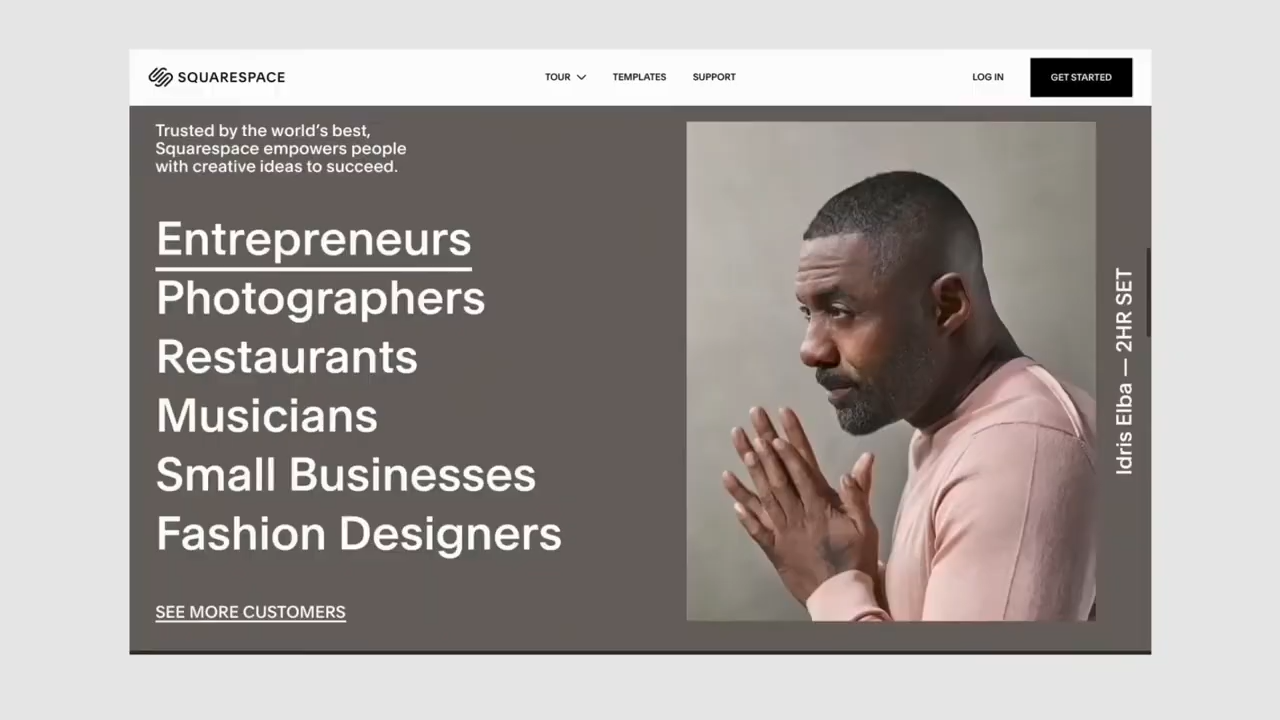 SQUARESPACE
TOUR
TEMPLATES
SUPPORT
LOG IN
GET STARTED
Trusted by the world’s best,
Squarespace empowers people
with creative ideas to succeed.
Entrepreneurs
Photographers
Restaurants
Musicians
Small Businesses
Fashion Designers
SEE MORE CUSTOMERS
Idris Elba — 2HR SET